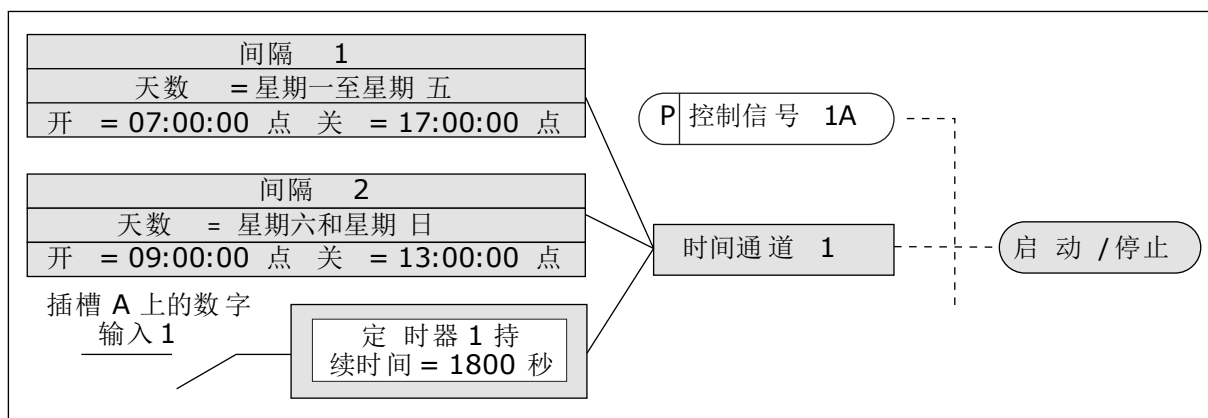 间隔 1
天数 = 星期一至星期五
开 = 07:00:00 点 关 = 17:00:00 点
间隔 2
天数 = 星期六和星期日
开 = 09:00:00 点 关 = 13:00:00 点
插槽 A 上的数字
输入 1
定时器 1 持
续时间 = 1800 秒
P 控制信号 1A
时间通道 1
启动 /停止